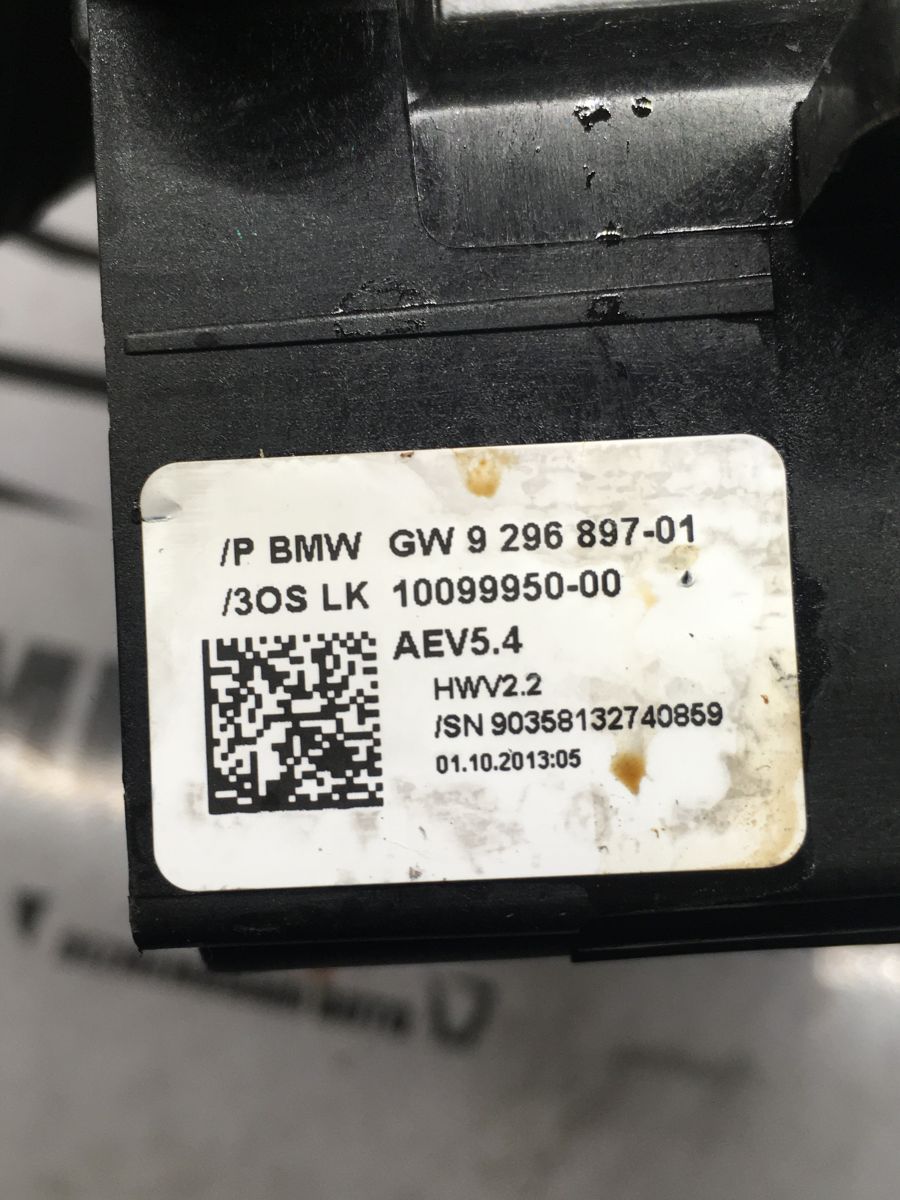 /P BMW GW 9 296 897-01
/3OS LK 10099950-00
AEV5.4
HWV2.2
/SN 90358132740859
01.10.2013:05